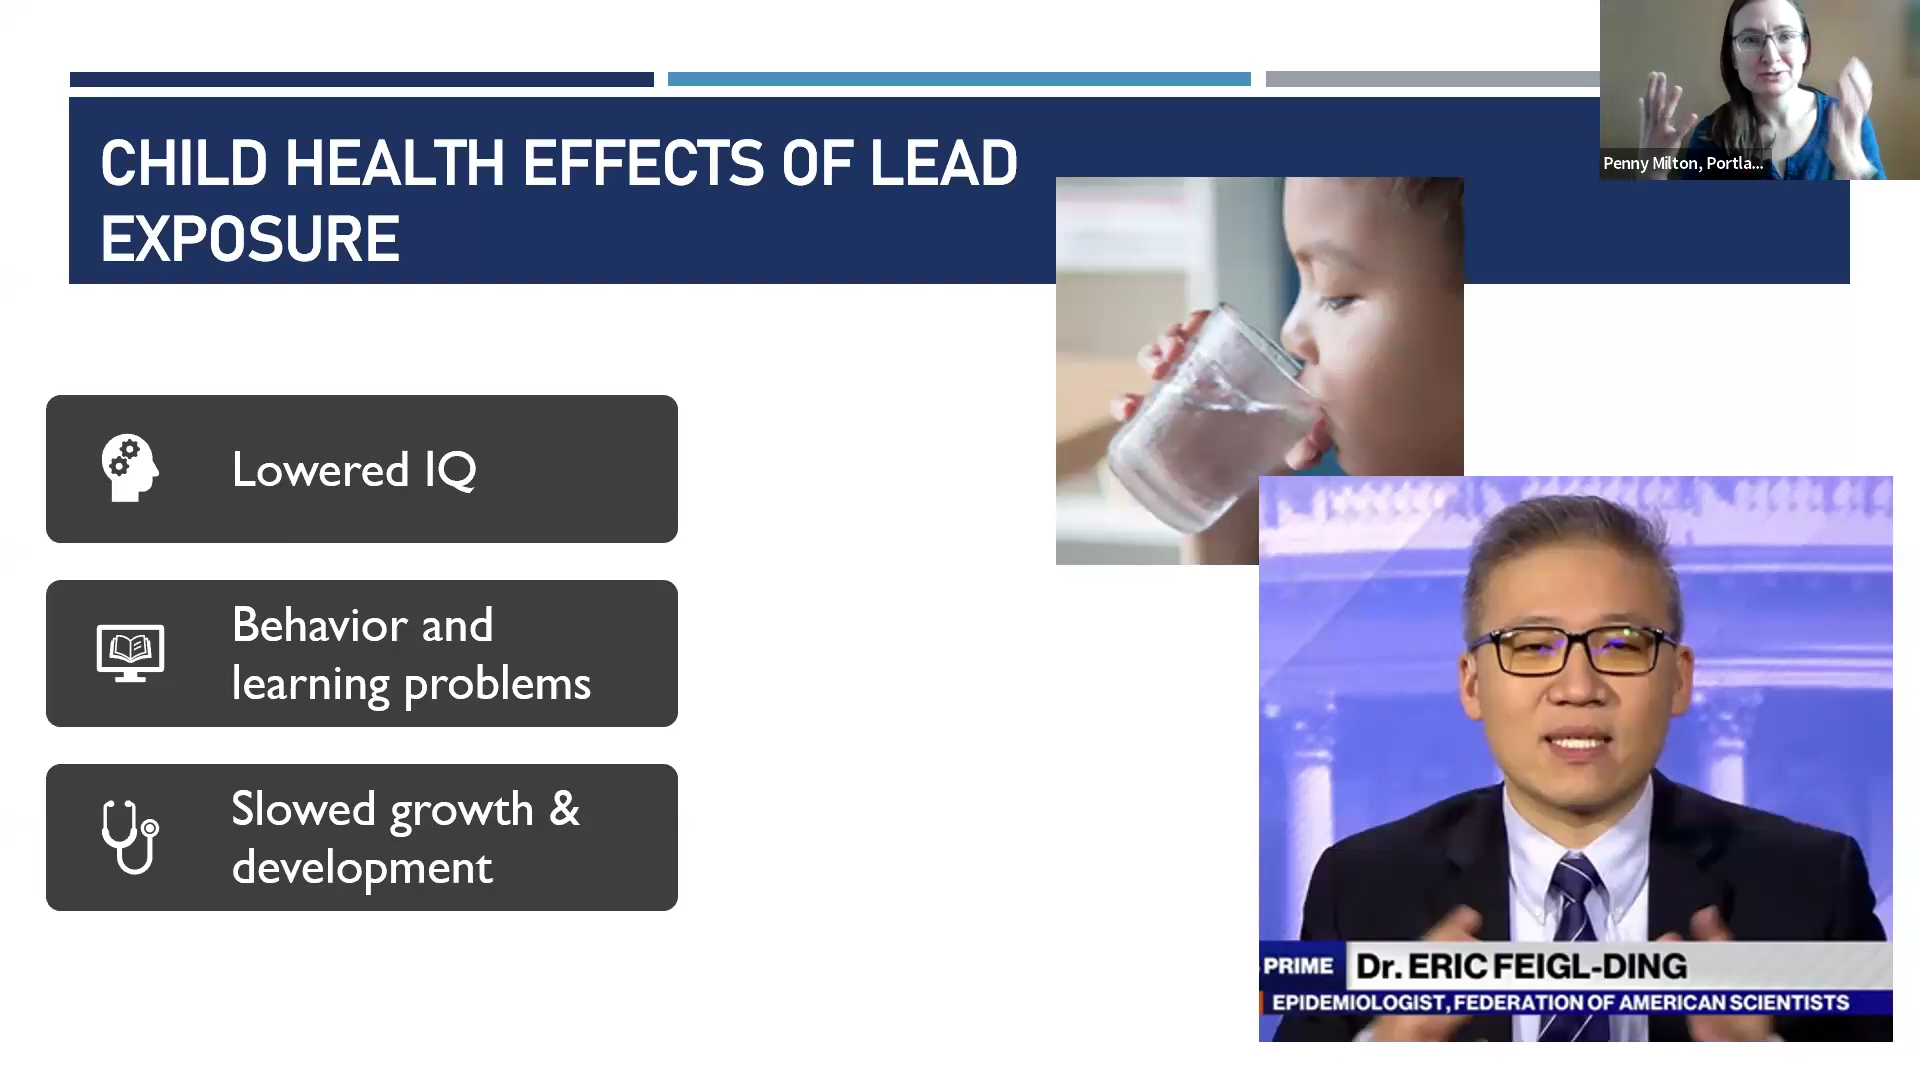 Penny Milton, Portla...
CHILD HEALTH EFFECTS OF LEAD
EXPOSURE
Lowered IQ
Behavior and
learning problems
Slowed growth &
development
PRIME Dr. ERIC FEIGL-DING
EPIDEMIOLOGIST, FEDERATION OF AMERICAN SCIENTISTS